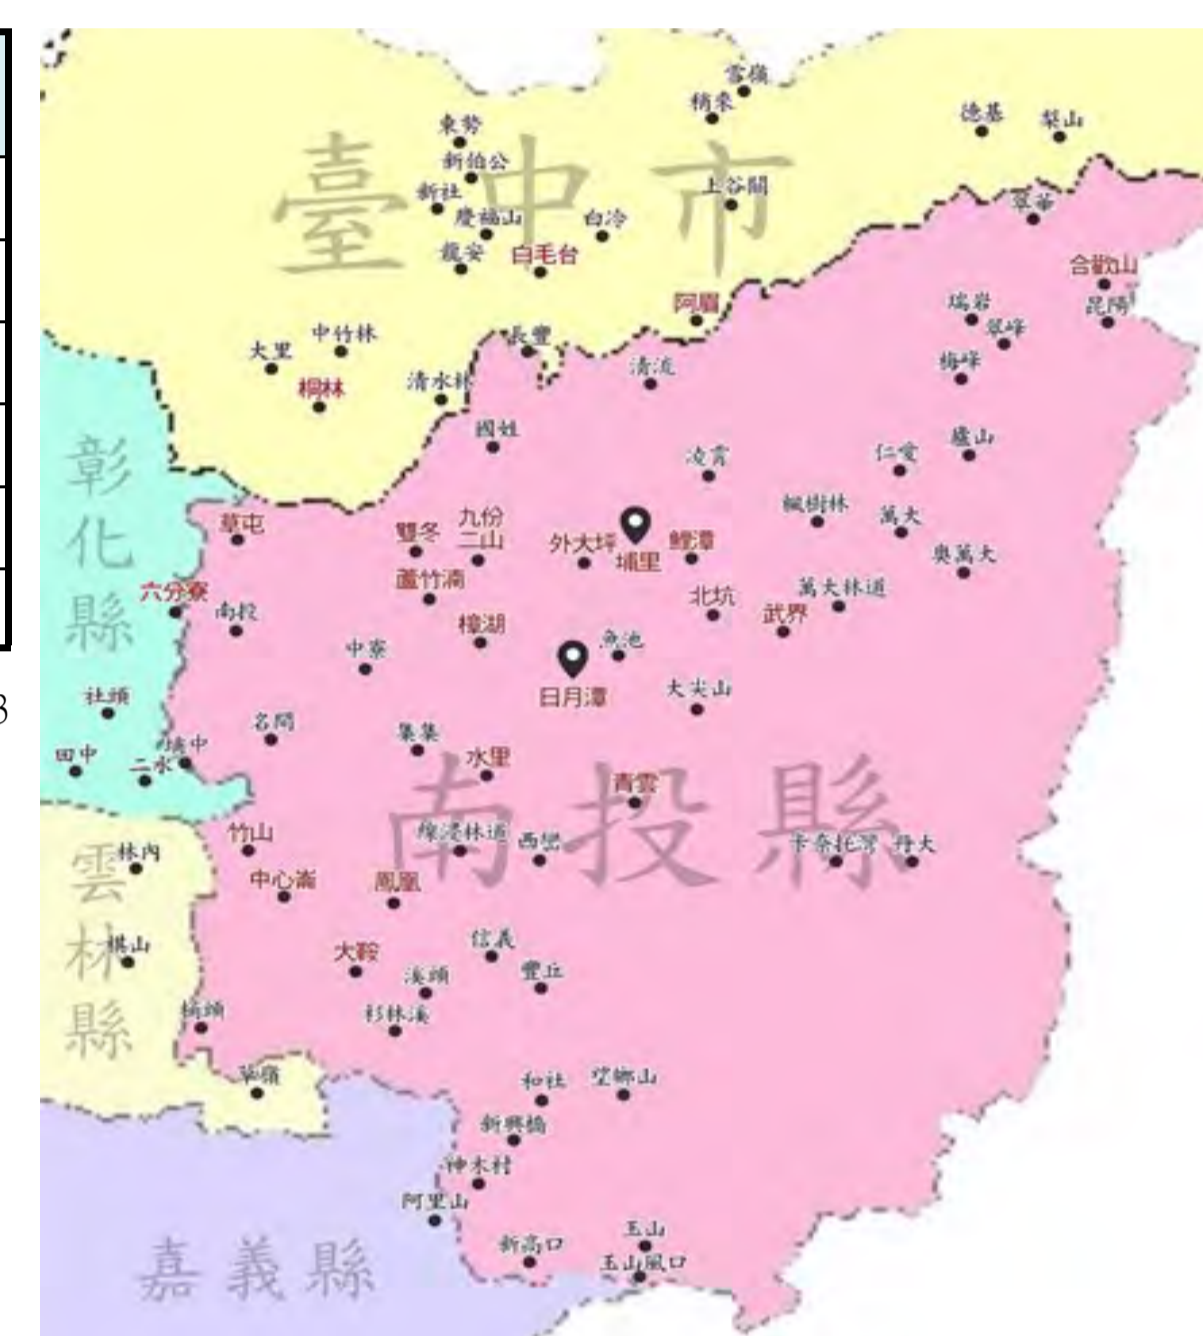 雪嶺
稍來
德基
梨山
東勢
新伯公
臺中市
新社
上谷關
翠華
慶福山
白冷
龍安
白毛台
合歡山
阿眉
瑞岩
昆陽
中竹林
長豐
翠峰
大里
清流
梅峰
桐林
清水林
國姓
廬山
彰化縣
凌霄
仁愛
楓樹林
萬大
草屯
雙冬
九份
二山
外大坪
埔里
鯉潭
奧萬大
蘆竹湳
六分寮
南投
北坑
萬大林道
武界
樟湖
中寮
魚池
日月潭
大尖山
社頭
3
名間
集集
田中
二水
水里
青雲
南投縣
竹山
西巒
卡奈托灣
丹大
雲林縣
林內
中心崙
鳳凰
信義
大鞍
豐丘
溪頭
杉林溪
桶頭
草嶺
和社
望鄉山
新興橋
神木村
阿里山
玉山
新高口
玉山風口
嘉義縣